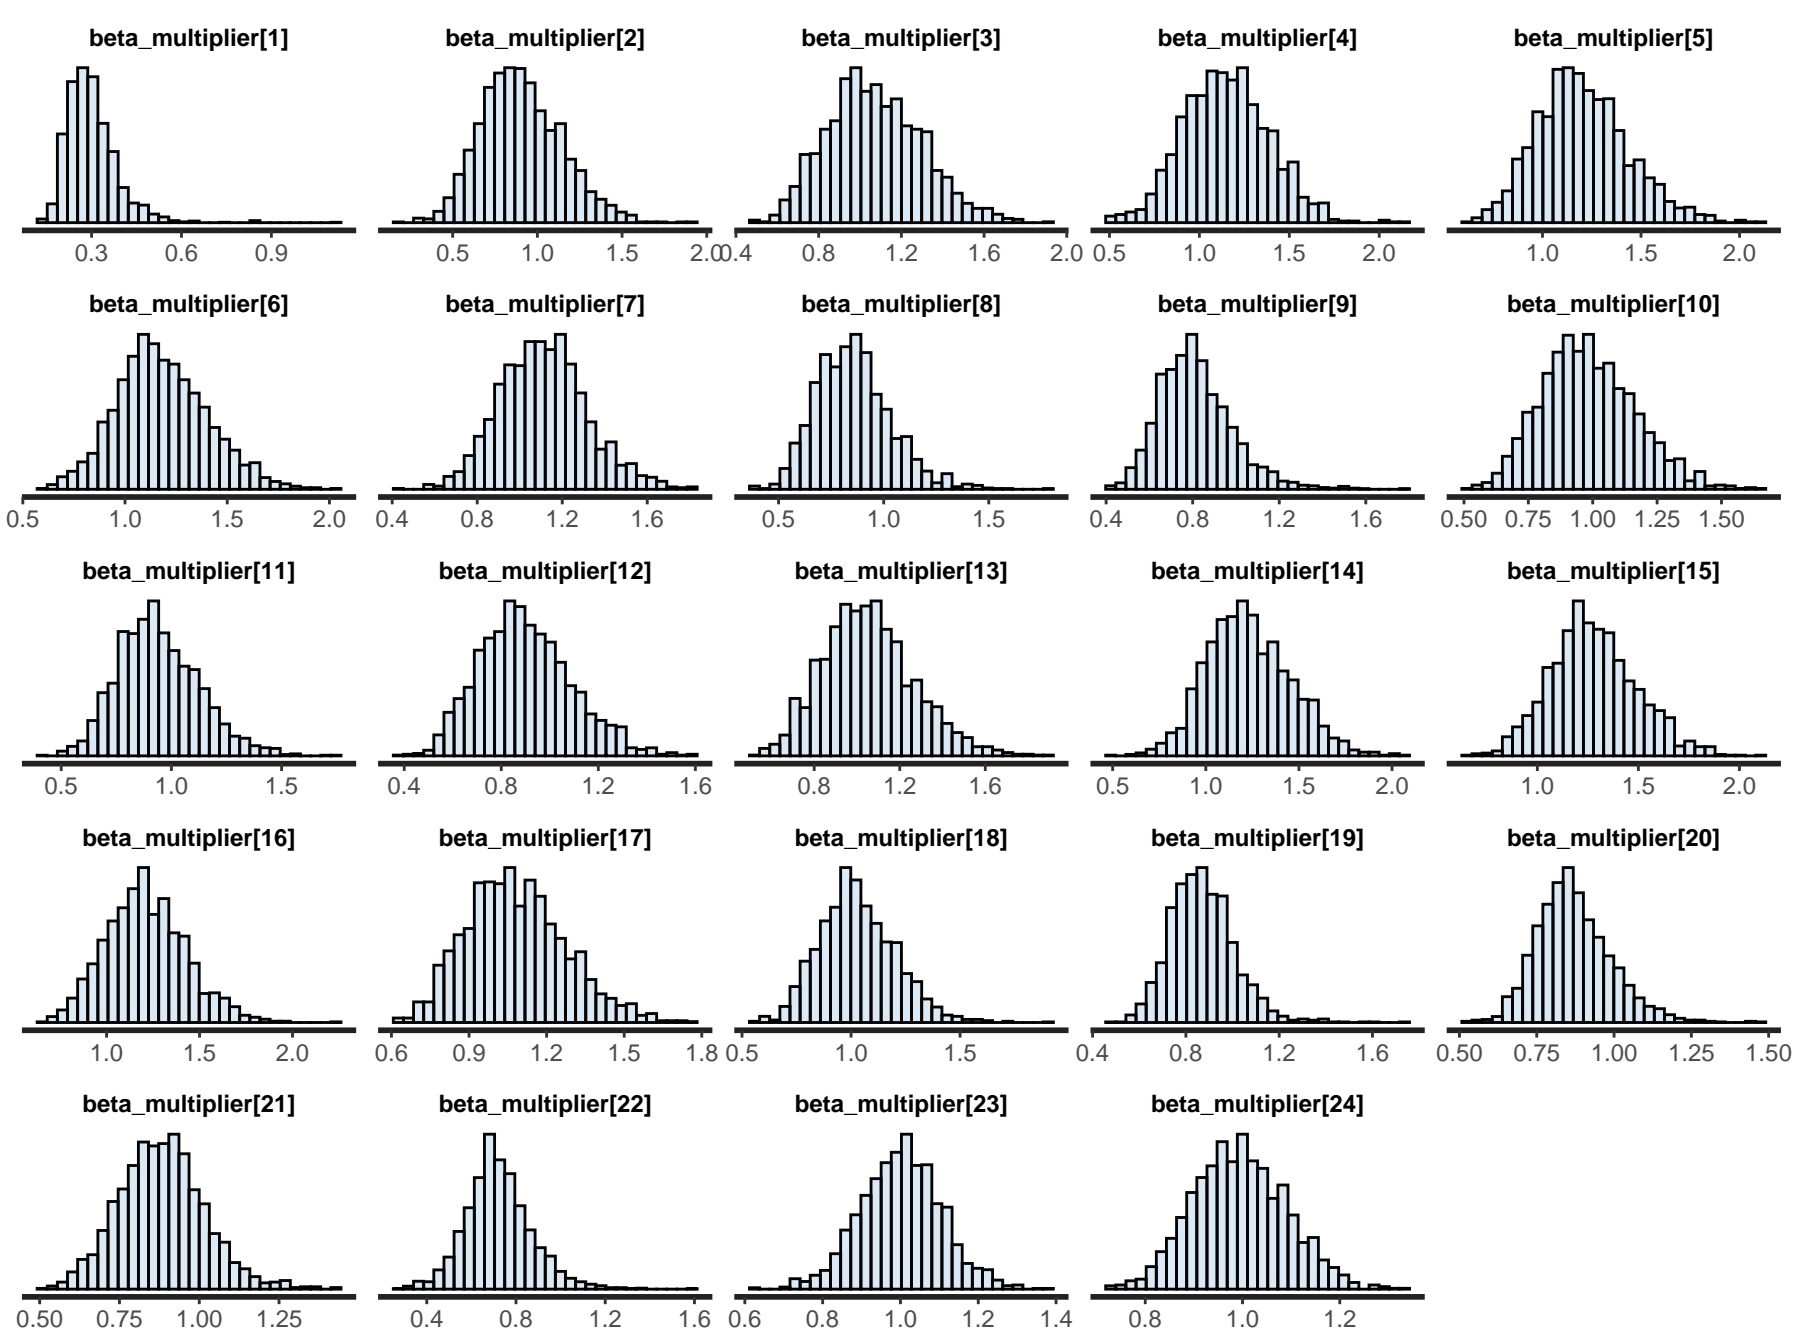 beta_multiplier[1] beta_multiplier[2] beta_multiplier[3] beta_multiplier[4] beta_multiplier[5]
0.3 0.6 0.9 0.5 1.0 1.5 2.0 0.4 0.8 1.2 1.6 2.0 0.5 1.0 1.5 2.0 1.0 1.5 2.0
beta_multiplier[6] beta_multiplier[7] beta_multiplier[8] beta_multiplier[9] beta_multiplier[10]
0.5 1.0 1.5 2.0 0.4 0.8 1.2 1.6 0.5 1.0 1.5 0.4 0.8 1.2 1.6 0.50 0.75 1.00 1.25 1.50
beta_multiplier[11] beta_multiplier[12] beta_multiplier[13] beta_multiplier[14] beta_multiplier[15]
0.5 1.0 1.5 0.4 0.8 1.2 1.6 0.8 1.2 1.6 0.5 1.0 1.5 2.0 1.0 1.5 2.0
beta_multiplier[16] beta_multiplier[17] beta_multiplier[18] beta_multiplier[19] beta_multiplier[20]
1.0 1.5 2.0 0.6 0.9 1.2 1.5 1.8 0.5 1.0 1.5 0.4 0.8 1.2 1.6 0.50 0.75 1.00 1.25 1.50
beta_multiplier[21] beta_multiplier[22] beta_multiplier[23] beta_multiplier[24]
0.50 0.75 1.00 1.25 0.4 0.8 1.2 1.6 0.6 0.8 1.0 1.2 1.4 0.8 1.0 1.2